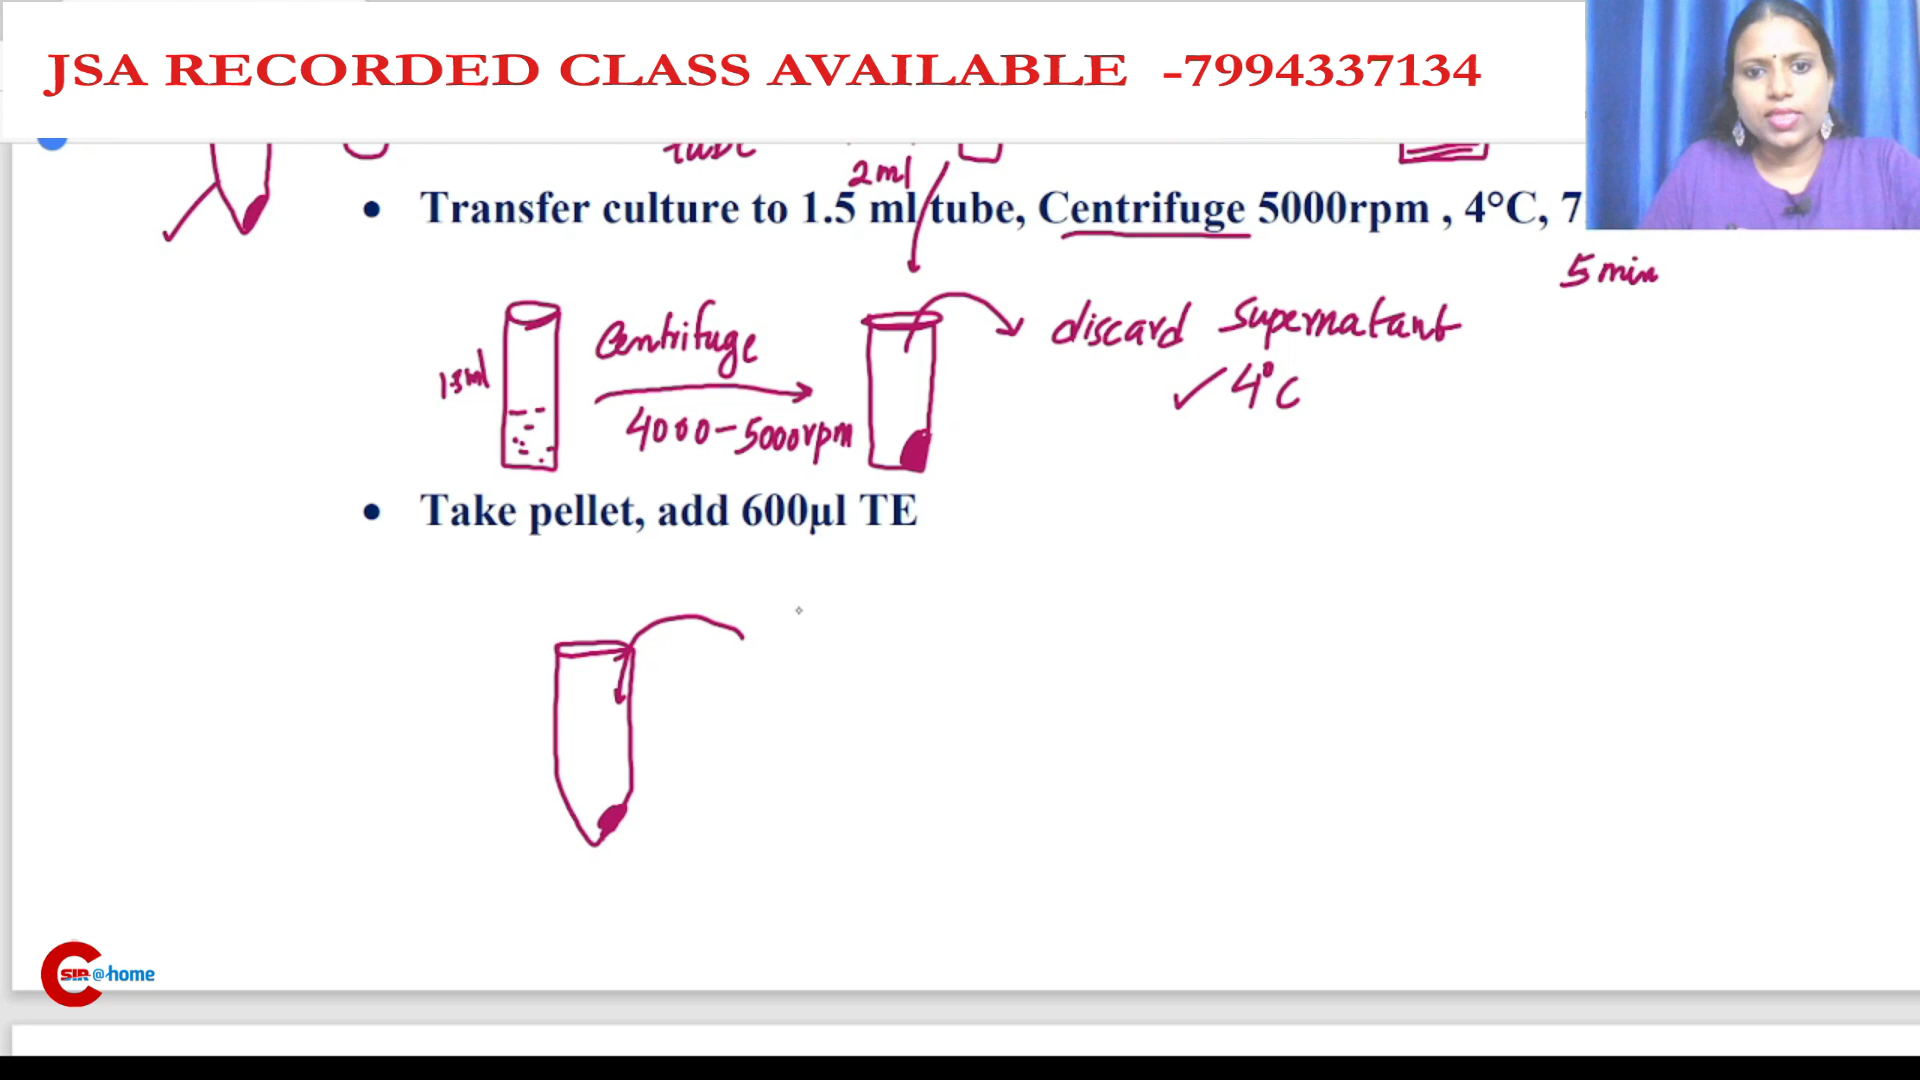 JSA RECORDED CLASS AVAILABLE -7994337134
tube
2ml
• Transfer culture to 1.5 ml tube, Centrifuge 5000rpm , 4°C, 7
5 min
1.5ml
Centrifuge
4000-5000rpm
discard supernatant
✓ 4°C
• Take pellet, add 600µl TE
CSIR@home